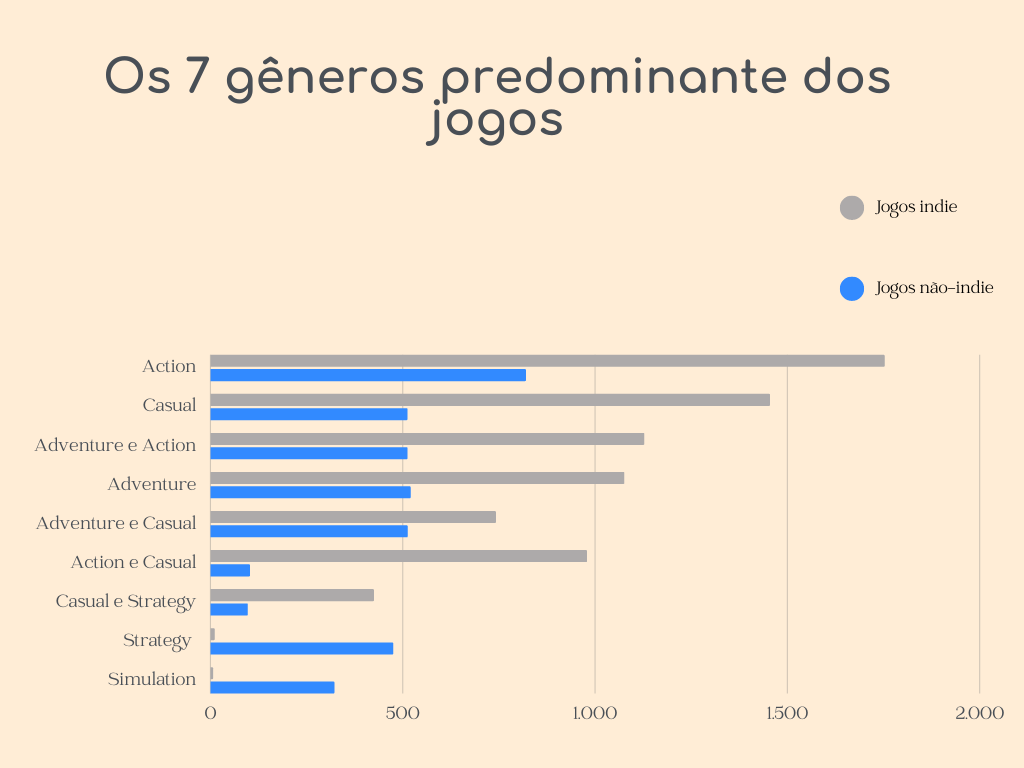 Os 7 gêneros predominante dos
jogos
Jogos indie
Jogos não-indie
Action
Casual
Adventure e Action
Adventure
Adventure e Casual
Action e Casual
Casual e Strategy
Strategy
Simulation
0 500 1.000 1.500 2.000